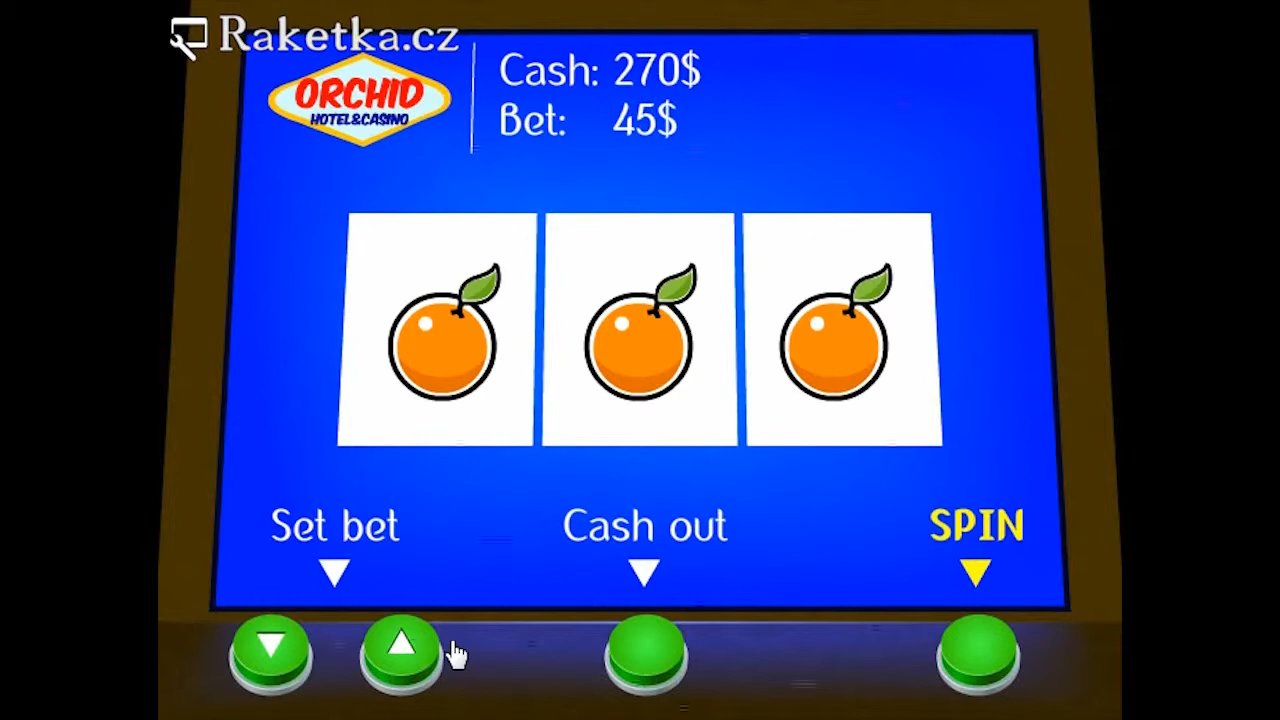 Raketka.cz
ORCHID
HOTEL&CASINO
Cash: 270$
Bet: 45$
Set bet
Cash out
SPIN